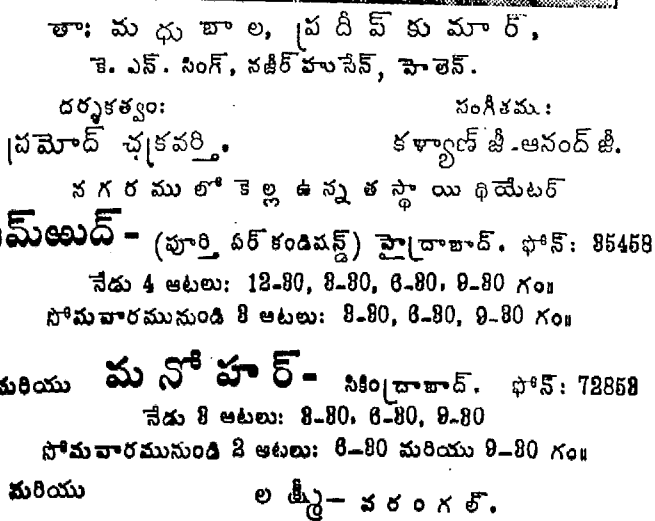 తా: మధుబాల, ప్రదీప్ కుమార్,
కె. ఎన్. సింగ్, నజీర్ హుసేన్, హెలెన్.
దర్శకత్వం: సంగీతము:
ప్రమోద్ ఛక్రవర్తి. కళ్యాణ్ జీ-ఆనంద్ జీ.
నగరములో కెల్ల ఉన్నత స్థాయి థియేటర్
(పూర్తి ఏర్ కండిషన్డ్) హైద్రాబాద్. ఫోన్: 35458
నేడు 4 ఆటలు: 12-30, 3-30, 6-30, 9-30 గం॥
సోమవారమునుండి 3 ఆటలు: 3-30, 6-30, 9-30 గం॥
మరియు మనోహర్- సికింద్రాబాద్. ఫోన్: 72858
నేడు 3 ఆటలు: 3-30, 6-30, 9-30
సోమవారమునుండి 2 ఆటలు: 6-30 మరియు 9-30 గం॥
మరియు లక్ష్మీ- వరంగల్.